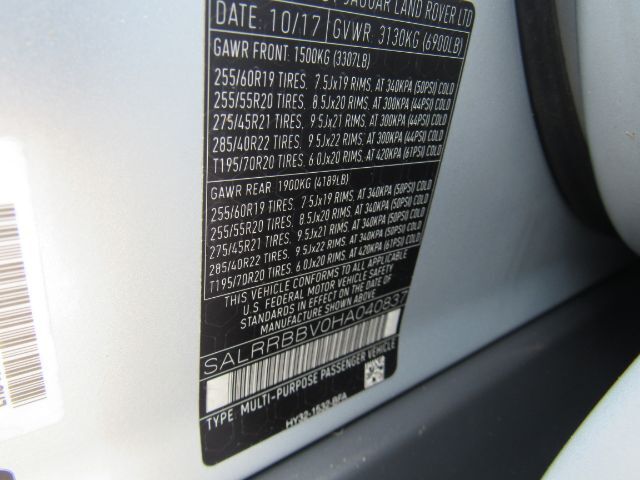 JAGUAR LAND ROVER LTD
DATE: 10/17 GVWR 3130KG (6900LB)
GAWR FRONT 1500KG (3307LB)
255/60R19 TIRES, 7.5Jx19 RIMS, AT 340KPA (50PSI) COLD
255/55R20 TIRES, 8.5Jx20 RIMS, AT 300KPA (44PSI) COLD
275/45R21 TIRES, 9.5Jx21 RIMS, AT 300KPA (44PSI) COLD
285/40R22 TIRES, 9.5Jx22 RIMS, AT 300KPA (44PSI) COLD
T195/70R20 TIRES, 6.0Jx20 RIMS, AT 420KPA (61PSI) COLD
GAWR REAR 1900KG (4189LB)
255/60R19 TIRES, 7.5Jx19 RIMS, AT 340KPA (50PSI) COLD
255/55R20 TIRES, 8.5Jx20 RIMS, AT 340KPA (50PSI) COLD
275/45R21 TIRES, 9.5Jx21 RIMS, AT 340KPA (50PSI) COLD
285/40R22 TIRES, 9.5Jx22 RIMS, AT 340KPA (50PSI) COLD
T195/70R20 TIRES, 6.0Jx20 RIMS, AT 420KPA (61PSI) COLD
THIS VEHICLE CONFORMS TO ALL APPLICABLE
U.S. FEDERAL MOTOR VEHICLE SAFETY
STANDARDS IN EFFECT ON THE DATE OF
MANUFACTURE SHOWN ABOVE
SALRRBBV0HA040837
TYPE: MULTI-PURPOSE PASSENGER VEHICLE
HY32-1532-BFA